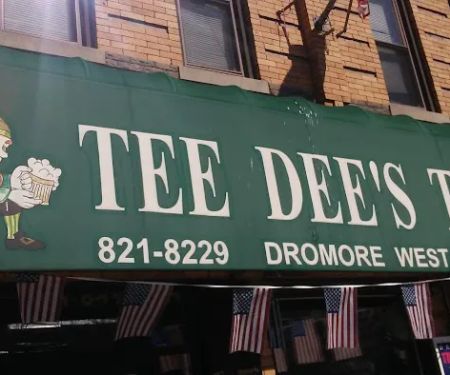 TEE DEE'S T
821-8229 DROMORE WEST